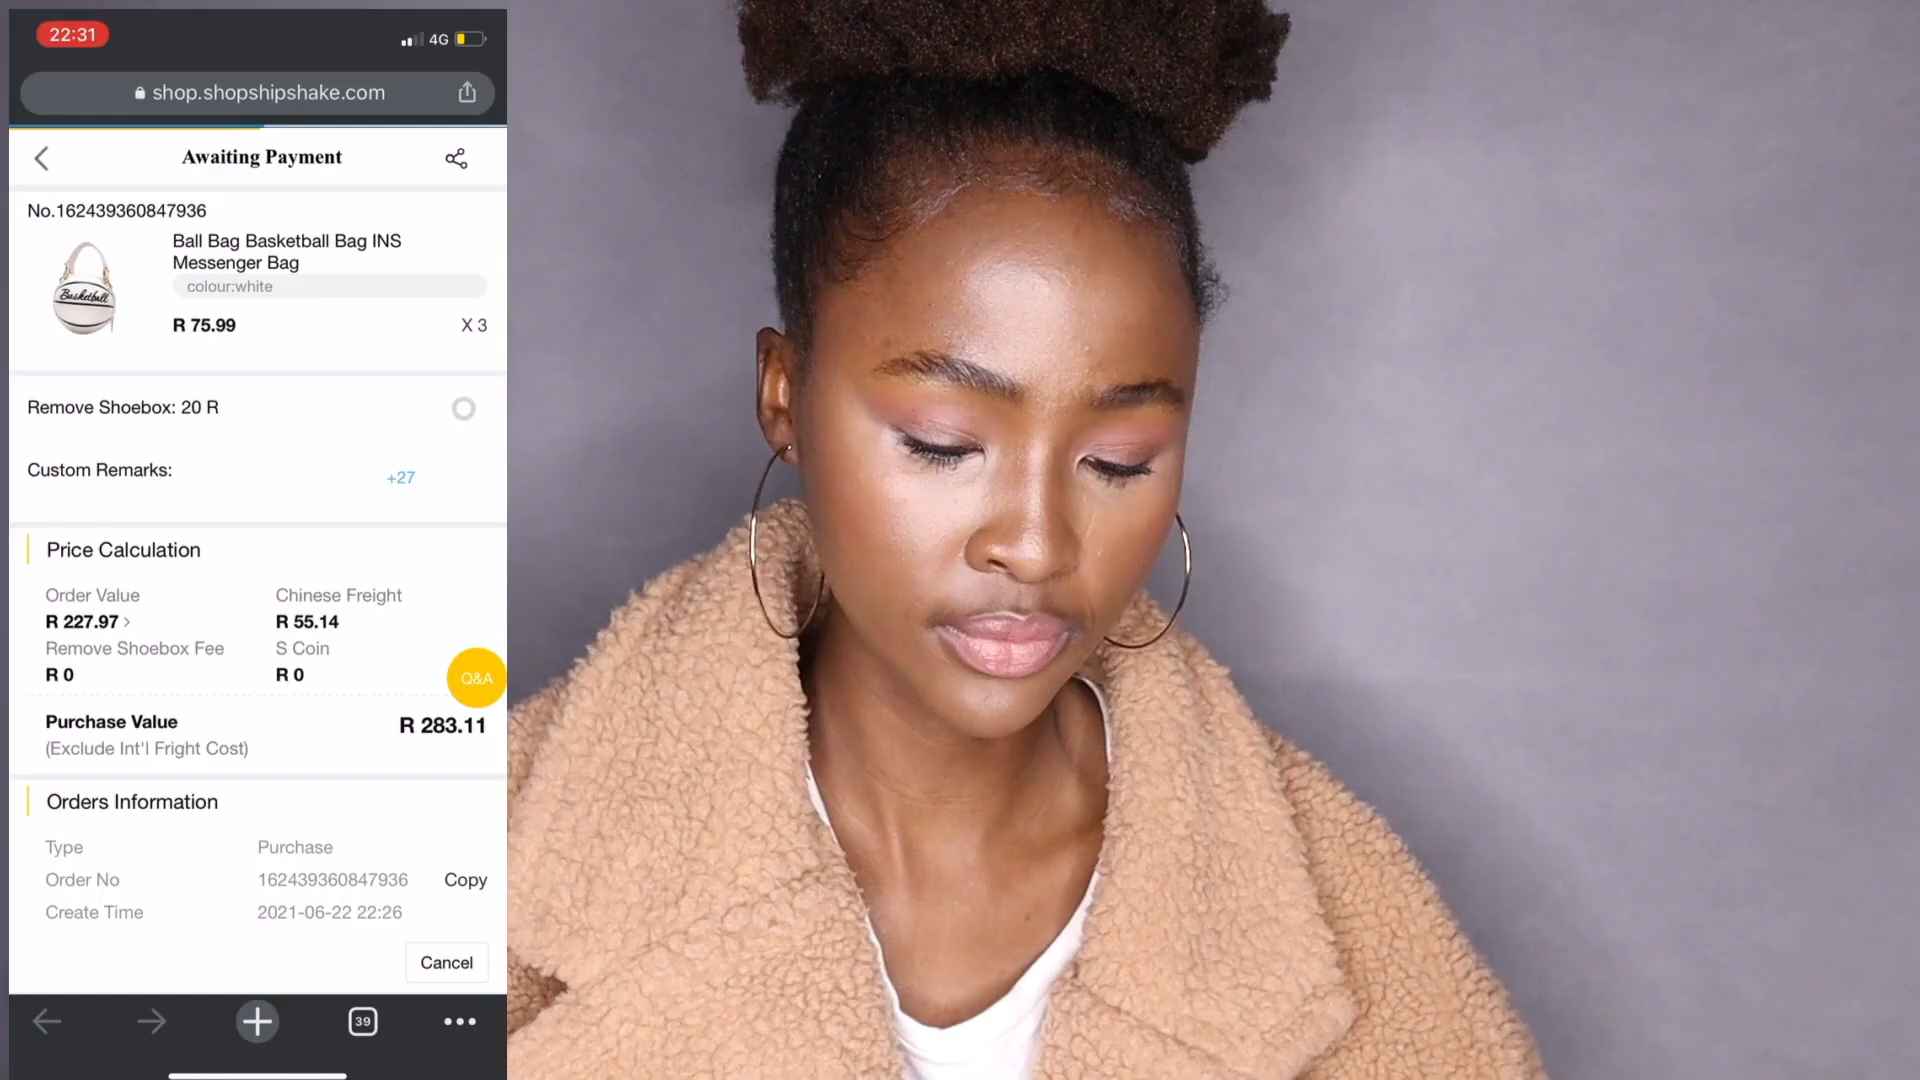 22:31
4G
shop.shopshipshake.com
Awaiting Payment
No.162439360847936
Ball Bag Basketball Bag INS
Messenger Bag
Basketball
colour:white
R 75.99
X 3
Remove Shoebox: 20 R
Custom Remarks:
+27
Price Calculation
Order Value
Chinese Freight
R 227.97 >
R 55.14
Remove Shoebox Fee
S Coin
R 0
R 0
Q&A
Purchase Value
R 283.11
(Exclude Int'l Fright Cost)
Orders Information
Type
Purchase
Order No
162439360847936
Copy
Create Time
2021-06-22 22:26
Cancel
39